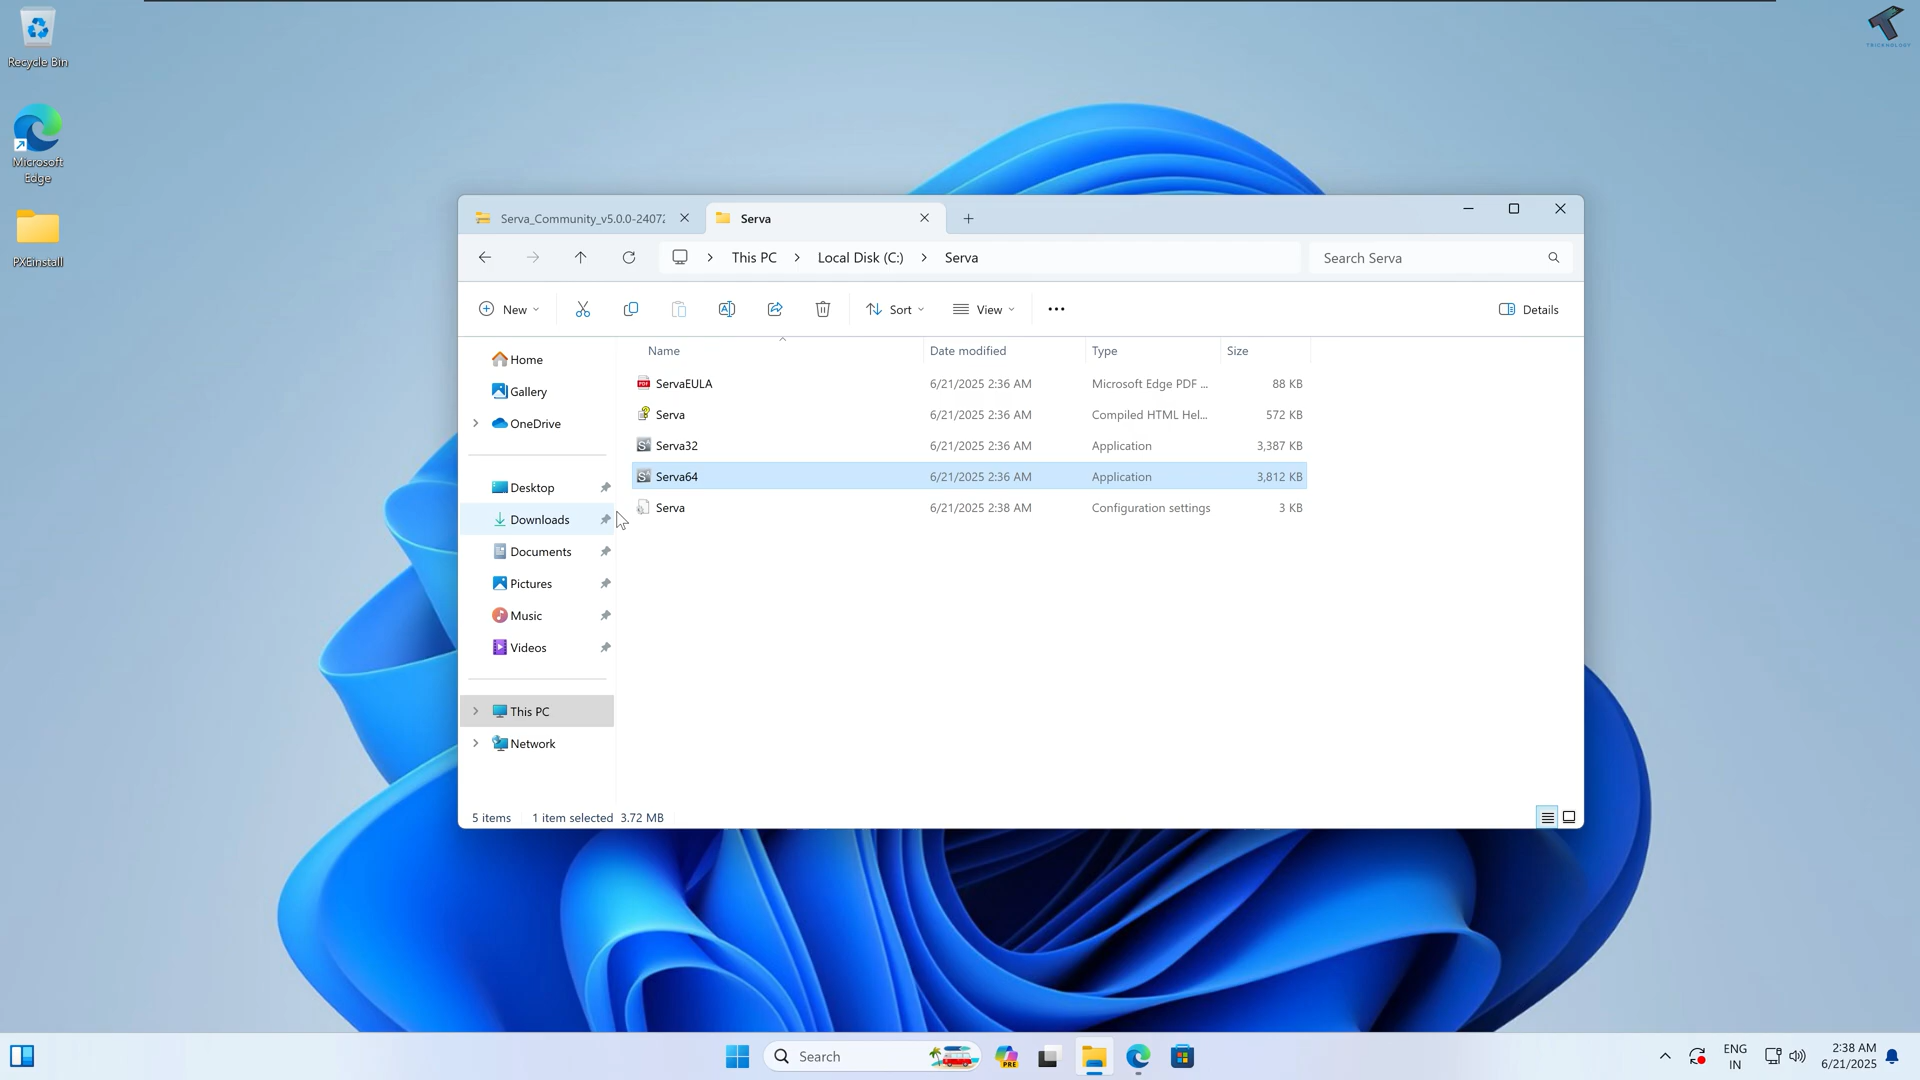 Recycle Bin
Microsoft
Edge
PXEinstall
TRICKNOLOGY
Serva_Community_v5.0.0-24072
Serva
This PC
Local Disk (C:)
Serva
Search Serva
New
Sort
View
Details
Name
Date modified
Type
Size
ServaEULA 6/21/2025 2:36 AM Microsoft Edge PDF ... 88 KB
Serva 6/21/2025 2:36 AM Compiled HTML Hel... 572 KB
Serva32 6/21/2025 2:36 AM Application 3,387 KB
Serva64 6/21/2025 2:36 AM Application 3,812 KB
Serva 6/21/2025 2:38 AM Configuration settings 3 KB
Home
Gallery
OneDrive
Desktop
Downloads
Documents
Pictures
Music
Videos
This PC
Network
5 items 1 item selected 3.72 MB
Search
PRE
ENG
IN
2:38 AM
6/21/2025